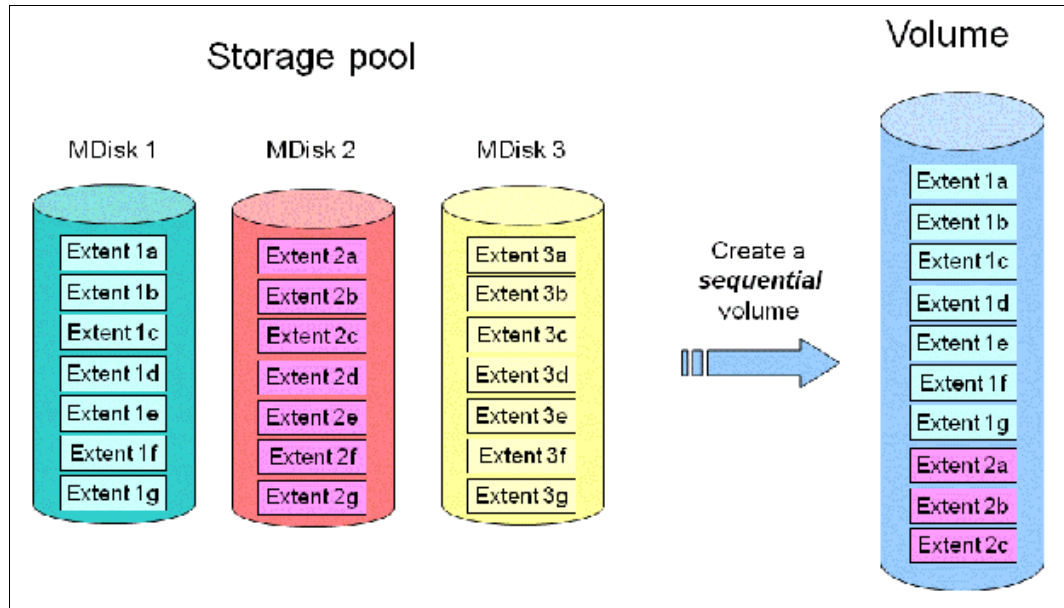 Storage pool
Volume
MDisk 1
MDisk 2
MDisk 3
Extent 1a
Extent 1b
Extent 1c
Extent 1d
Extent 1e
Extent 1f
Extent 1g
Extent 2a
Extent 2b
Extent 2c
Extent 2d
Extent 2e
Extent 2f
Extent 2g
Extent 3a
Extent 3b
Extent 3c
Extent 3d
Extent 3e
Extent 3f
Extent 3g
Create a
sequential
volume
Extent 1a
Extent 1b
Extent 1c
Extent 1d
Extent 1e
Extent 1f
Extent 1g
Extent 2a
Extent 2b
Extent 2c